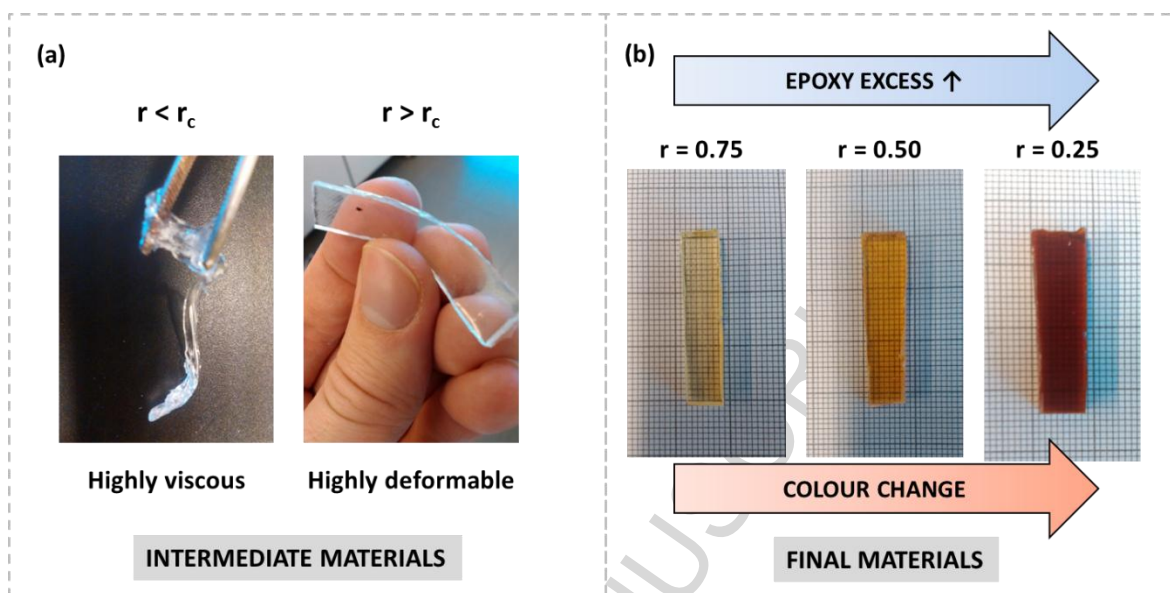 (a)
r < rc
r > rc
Highly viscous
Highly deformable
INTERMEDIATE MATERIALS
(b)
EPOXY EXCESS ↑
r = 0.75
r = 0.50
r = 0.25
COLOUR CHANGE
FINAL MATERIALS